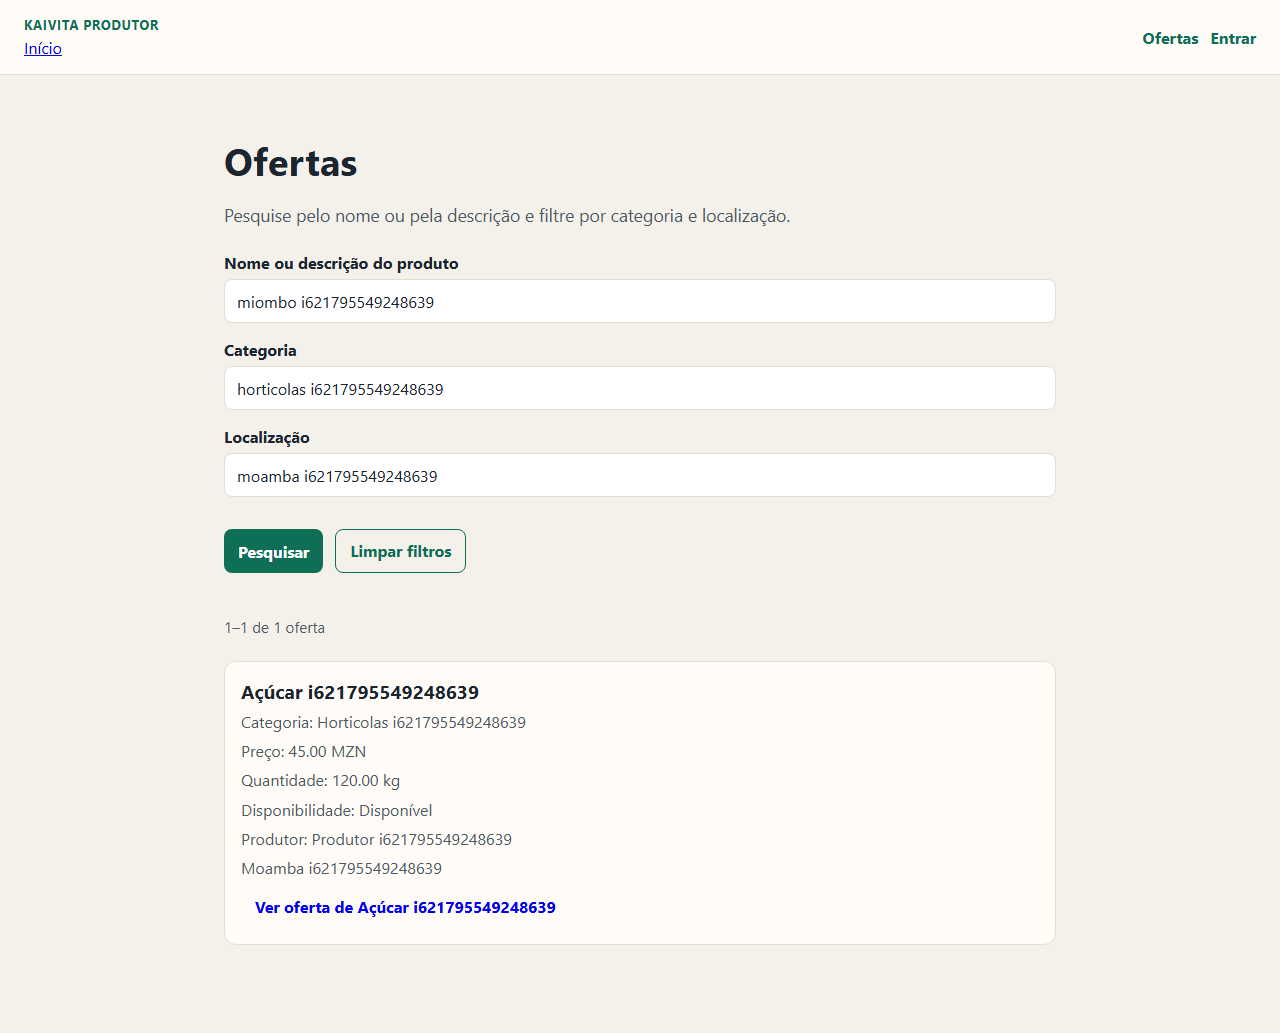 KAIVITA PRODUTOR
Início
Ofertas Entrar
Ofertas
Pesquise pelo nome ou pela descrição e filtre por categoria e localização.
Nome ou descrição do produto
miombo i621795549248639
Categoria
horticolas i621795549248639
Localização
moamba i621795549248639
Pesquisar Limpar filtros
1–1 de 1 oferta
Açúcar i621795549248639
Categoria: Horticolas i621795549248639
Preço: 45.00 MZN
Quantidade: 120.00 kg
Disponibilidade: Disponível
Produtor: Produtor i621795549248639
Moamba i621795549248639
Ver oferta de Açúcar i621795549248639